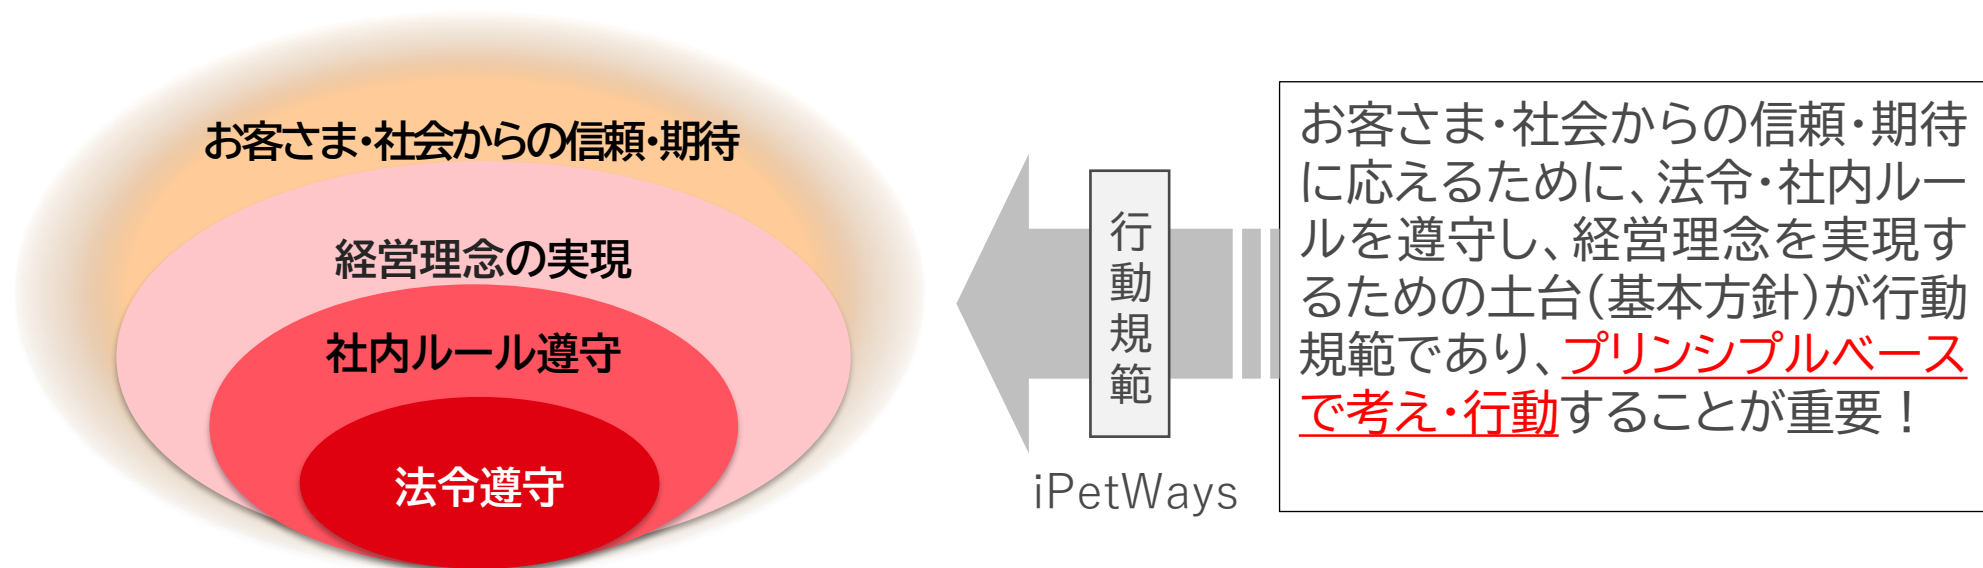 お客さま・社会からの信頼・期待
経営理念の実現
社内ルール遵守
法令遵守
行動規範
iPetWays
お客さま・社会からの信頼・期待
に応えるために、法令・社内ルー
ルを遵守し、経営理念を実現す
るための土台(基本方針)が行動
規範であり、プリンシプルベース
で考え・行動することが重要！